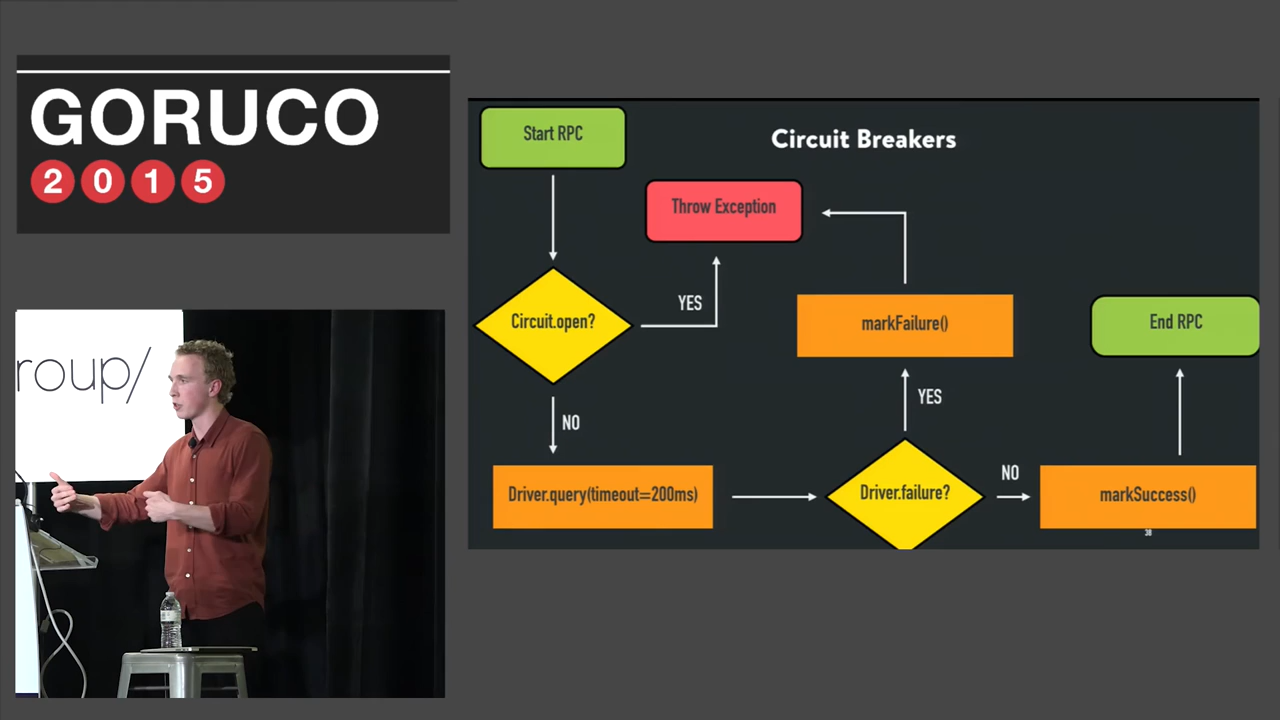 GORUCO
2015
Circuit Breakers
Start RPC
Throw Exception
Circuit.open?
YES
markFailure()
End RPC
NO
YES
Driver.query(timeout=200ms)
Driver.failure?
NO
markSuccess()
38
roup/